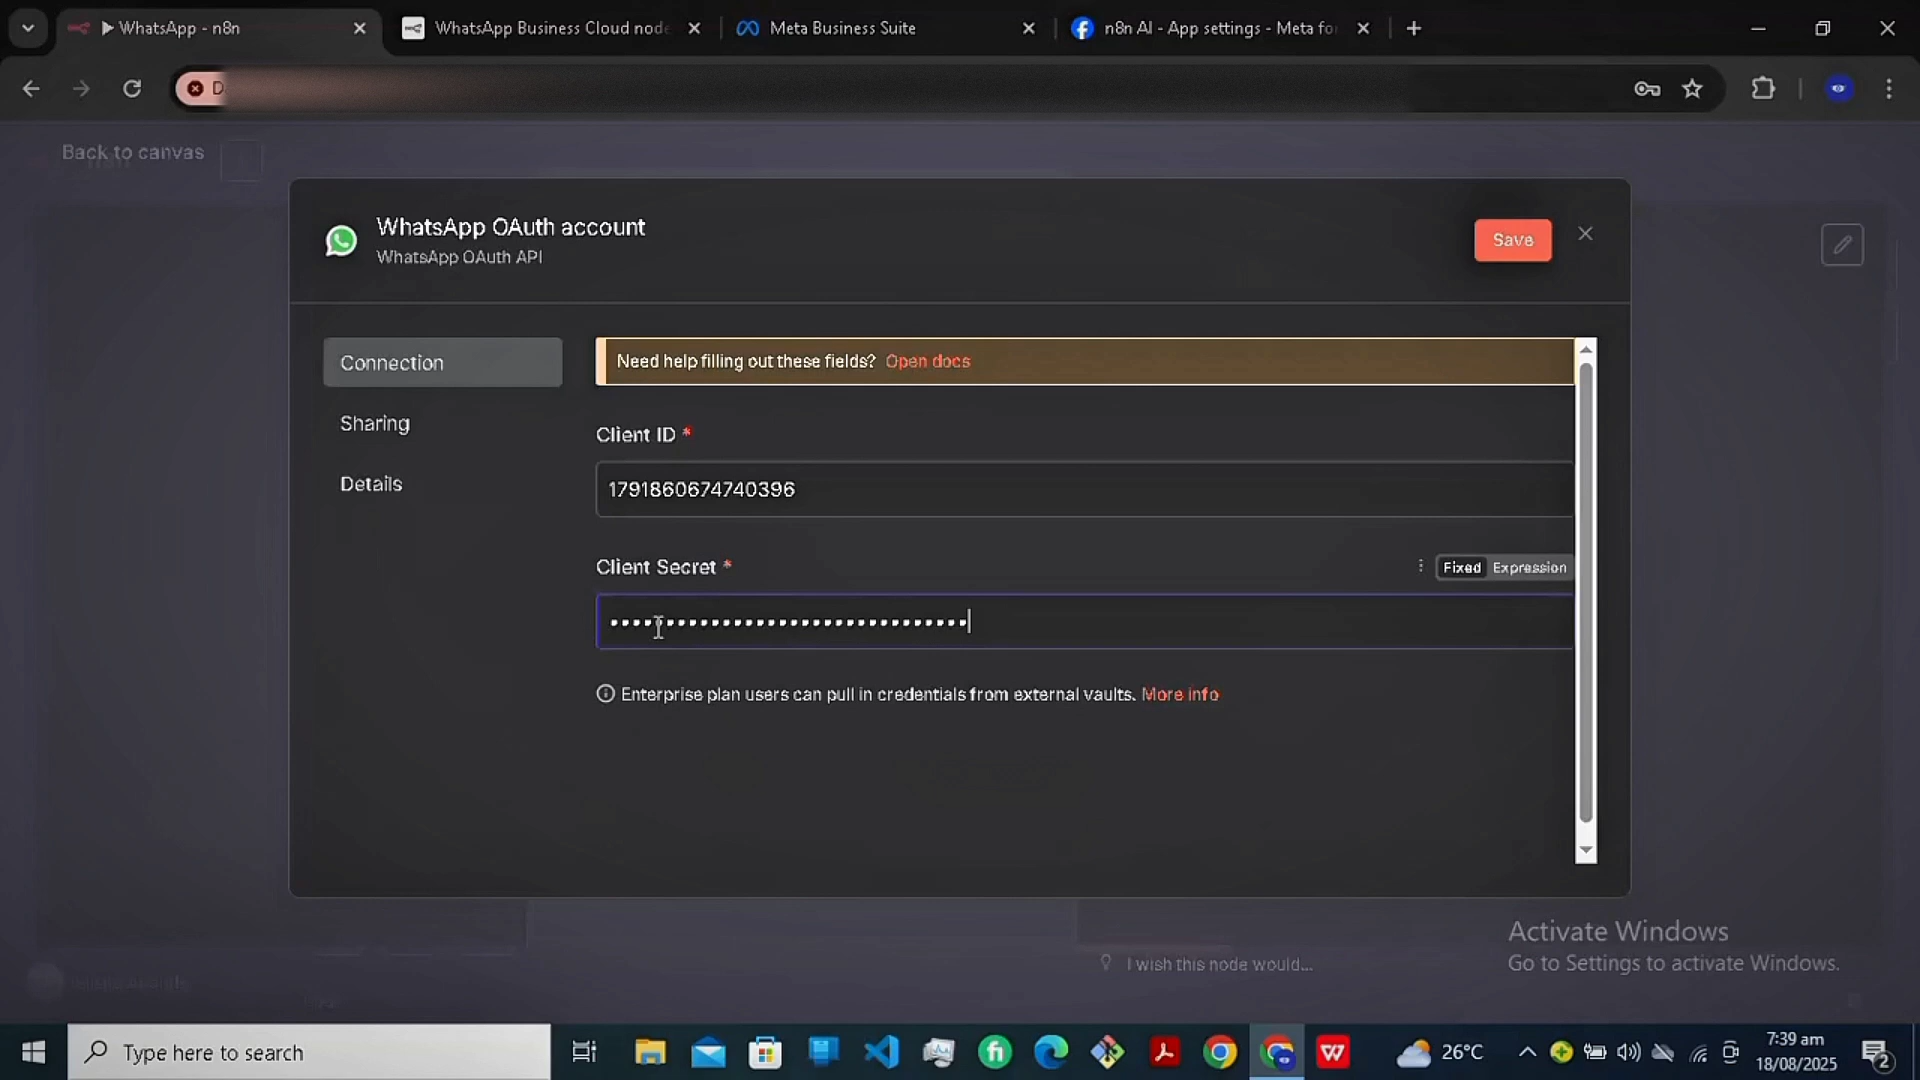 WhatsApp - n8n
WhatsApp Business Cloud node
Meta Business Suite
n8n AI - App settings - Meta for
D
Back to canvas
WhatsApp OAuth account
WhatsApp OAuth API
Save
Connection
Sharing
Details
Need help filling out these fields? Open docs
Client ID *
1791860674740396
Client Secret *
Fixed Expression
••••••••••••••••••••••••••••••••
Enterprise plan users can pull in credentials from external vaults. More info
I wish this node would...
Activate Windows
Go to Settings to activate Windows.
Type here to search
26°C
7:39 am
18/08/2025
2